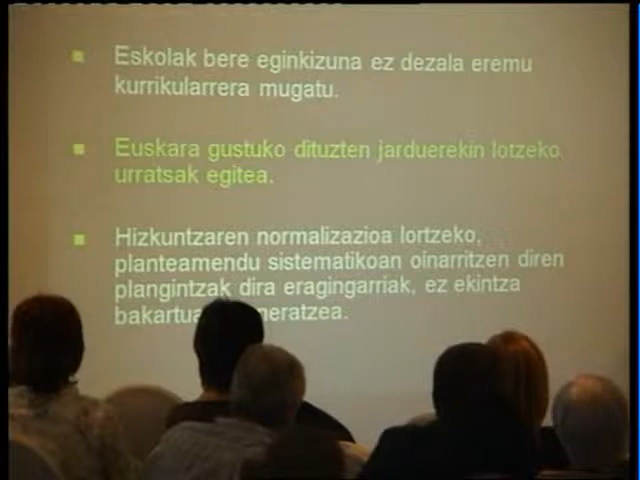 Eskolak bere eginkizuna ez dezala eremu
kurrikularrera mugatu.
Euskara gustuko dituzten jarduerekin lotzeko
urratsak egitea.
Hizkuntzaren normalizazioa lortzeko,
planteamendu sistematikoan oinarritzen diren
plangintzak dira eragingarriak, ez ekintza